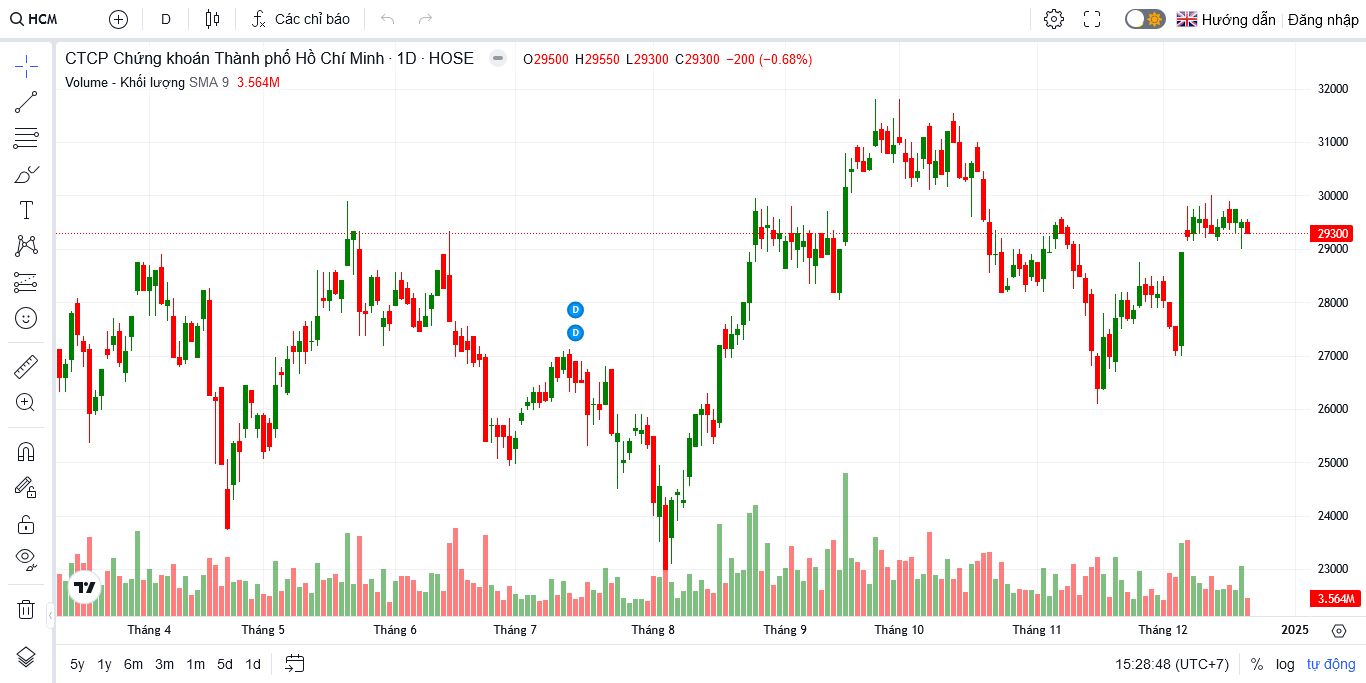 HCM D Các chỉ báo Hướng dẫn Đăng nhập
CTCP Chứng khoán Thành phố Hồ Chí Minh · 1D · HOSE O29500 H29550 L29300 C29300 −200 (−0.68%)
Volume - Khối lượng SMA 9 3.564M
32000
31000
30000
29300
29000
28000
D
D
27000
26000
25000
24000
23000
3.564M
Tháng 4 Tháng 5 Tháng 6 Tháng 7 Tháng 8 Tháng 9 Tháng 10 Tháng 11 Tháng 12 2025
5y 1y 6m 3m 1m 5d 1d 15:28:48 (UTC+7) % log tự động